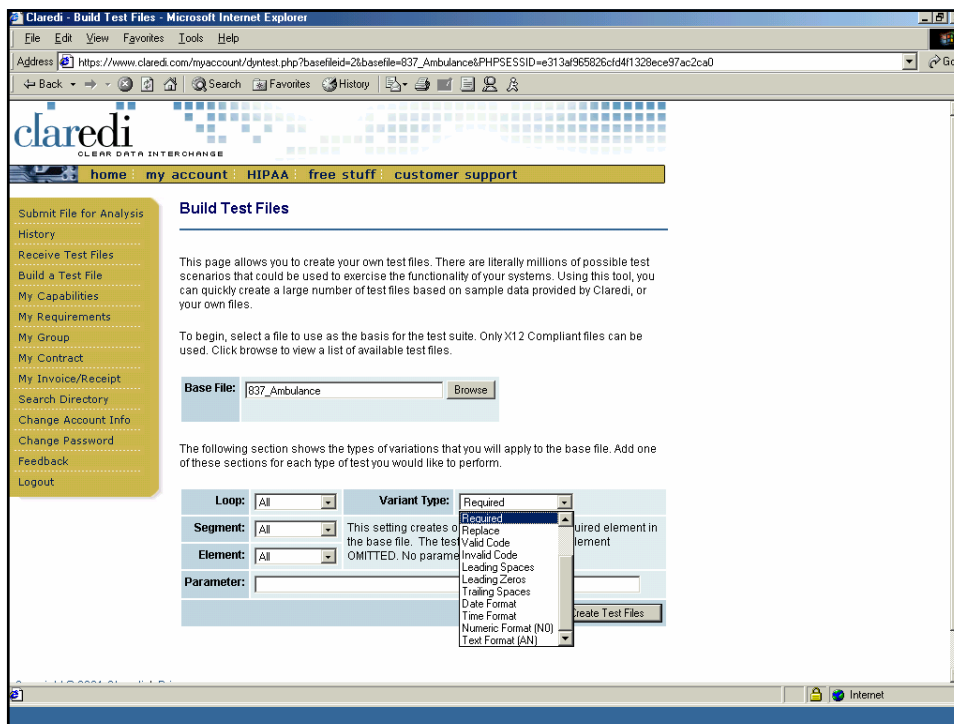 Claredi - Build Test Files - Microsoft Internet Explorer
File Edit View Favorites Tools Help
Address https://www.claredi.com/myaccount/dyntest.php?basefileid=2&basefile=837_Ambulance&PHPSESSID=e313af965826cfd4f1328ece97ac2ca0 Go
Back Search Favorites History
claredi
CLEAR DATA INTERCHANGE
home my account HIPAA free stuff customer support
Submit File for Analysis
History
Receive Test Files
Build a Test File
My Capabilities
My Requirements
My Group
My Contract
My Invoice/Receipt
Search Directory
Change Account Info
Change Password
Feedback
Logout
Build Test Files
This page allows you to create your own test files. There are literally millions of possible test
scenarios that could be used to exercise the functionality of your systems. Using this tool, you
can quickly create a large number of test files based on sample data provided by Claredi, or
your own files.
To begin, select a file to use as the basis for the test suite. Only X12 Compliant files can be
used. Click browse to view a list of available test files.
Base File: 837_Ambulance Browse
The following section shows the types of variations that you will apply to the base file. Add one
of these sections for each type of test you would like to perform.
Loop: All Variant Type: Required
Segment: All
Element: All
This setting creates o uired element in
the base file. The test lement
OMITTED. No parame
Required
Replace
Valid Code
Invalid Code
Leading Spaces
Leading Zeros
Trailing Spaces
Date Format
Time Format
Numeric Format (N0)
Text Format (AN)
Parameter:
Create Test Files
Internet